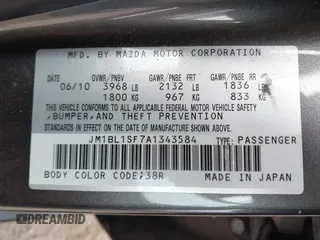 MFD. BY MAZDA MOTOR CORPORATION
GVWR/PNBV GAWR/PNBE FRT GAWR/PNBE
06/10 3968 LB 2132 LB 1836
1800 KG 967 KG 833 KG
THIS VEHICLE CONFORMS TO ALL APPLICABLE FEDERAL MOTOR VEHICLE SAFETY
,BUMPER,AND THEFT PREVENTION
STANDARDS IN EFFECT ON THE DATE OF MANUFACTURE SHOWN ABOVE.
JM1BL1SF7A1343584 TYPE: PASSENGER
BODY COLOR CODE:38R MADE IN JAPAN
DREAMBID